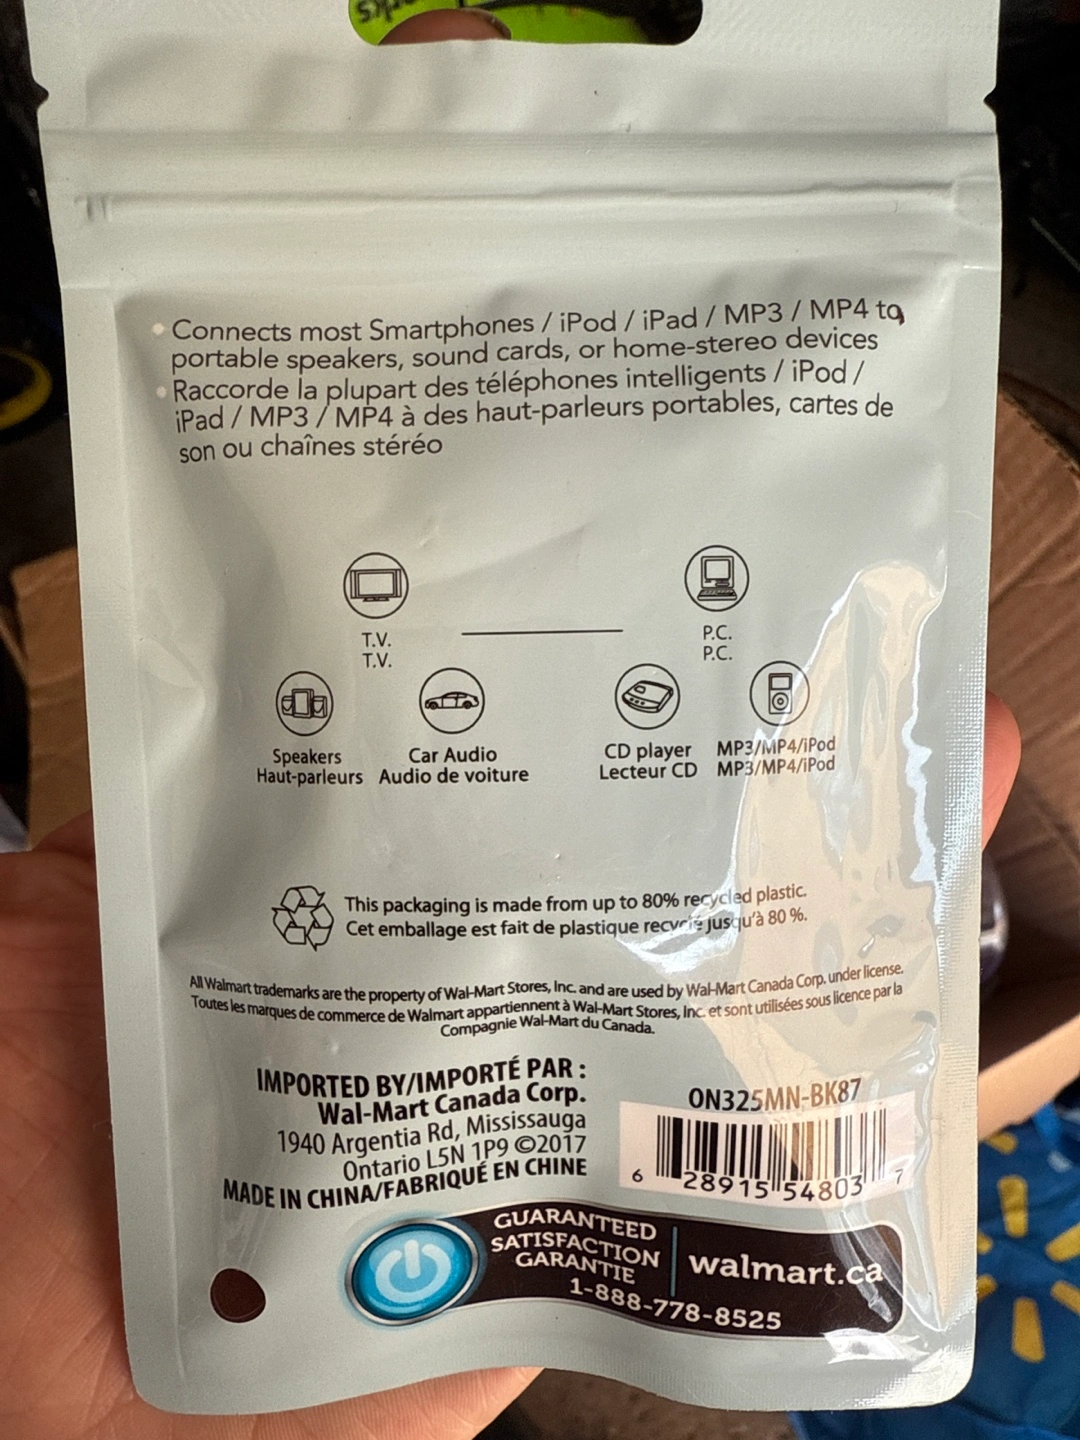 • Connects most Smartphones / iPod / iPad / MP3 / MP4 to
portable speakers, sound cards, or home-stereo devices
• Raccorde la plupart des téléphones intelligents / iPod /
iPad / MP3 / MP4 à des haut-parleurs portables, cartes de
son ou chaînes stéréo
T.V.
T.V.
P.C.
P.C.
Speakers
Haut-parleurs
Car Audio
Audio de voiture
CD player
Lecteur CD
MP3/MP4/iPod
MP3/MP4/iPod
This packaging is made from up to 80% recycled plastic.
Cet emballage est fait de plastique recyclé jusqu'à 80 %.
All Walmart trademarks are the property of Wal-Mart Stores, Inc. and are used by Wal-Mart Canada Corp. under license.
Toutes les marques de commerce de Walmart appartiennent à Wal-Mart Stores, Inc. et sont utilisées sous licence par la
Compagnie Wal-Mart du Canada.
IMPORTED BY/IMPORTÉ PAR :
Wal-Mart Canada Corp.
1940 Argentia Rd, Mississauga
Ontario L5N 1P9 ©2017
MADE IN CHINA/FABRIQUÉ EN CHINE
ON325MN-BK87
6 28915 54803 7
GUARANTEED
SATISFACTION
GARANTIE
1-888-778-8525
walmart.ca